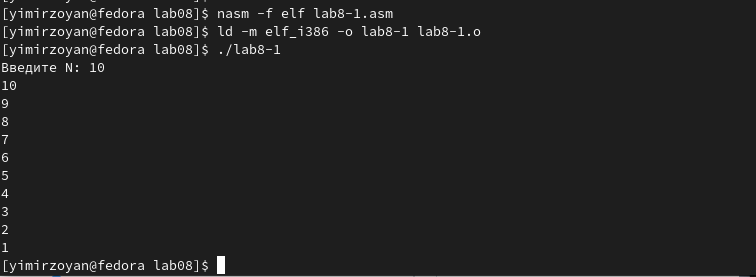 [yimirzoyan@fedora lab08]$ nasm -f elf lab8-1.asm
[yimirzoyan@fedora lab08]$ ld -m elf_i386 -o lab8-1 lab8-1.o
[yimirzoyan@fedora lab08]$ ./lab8-1
Введите N: 10
10
9
8
7
6
5
4
3
2
1
[yimirzoyan@fedora lab08]$